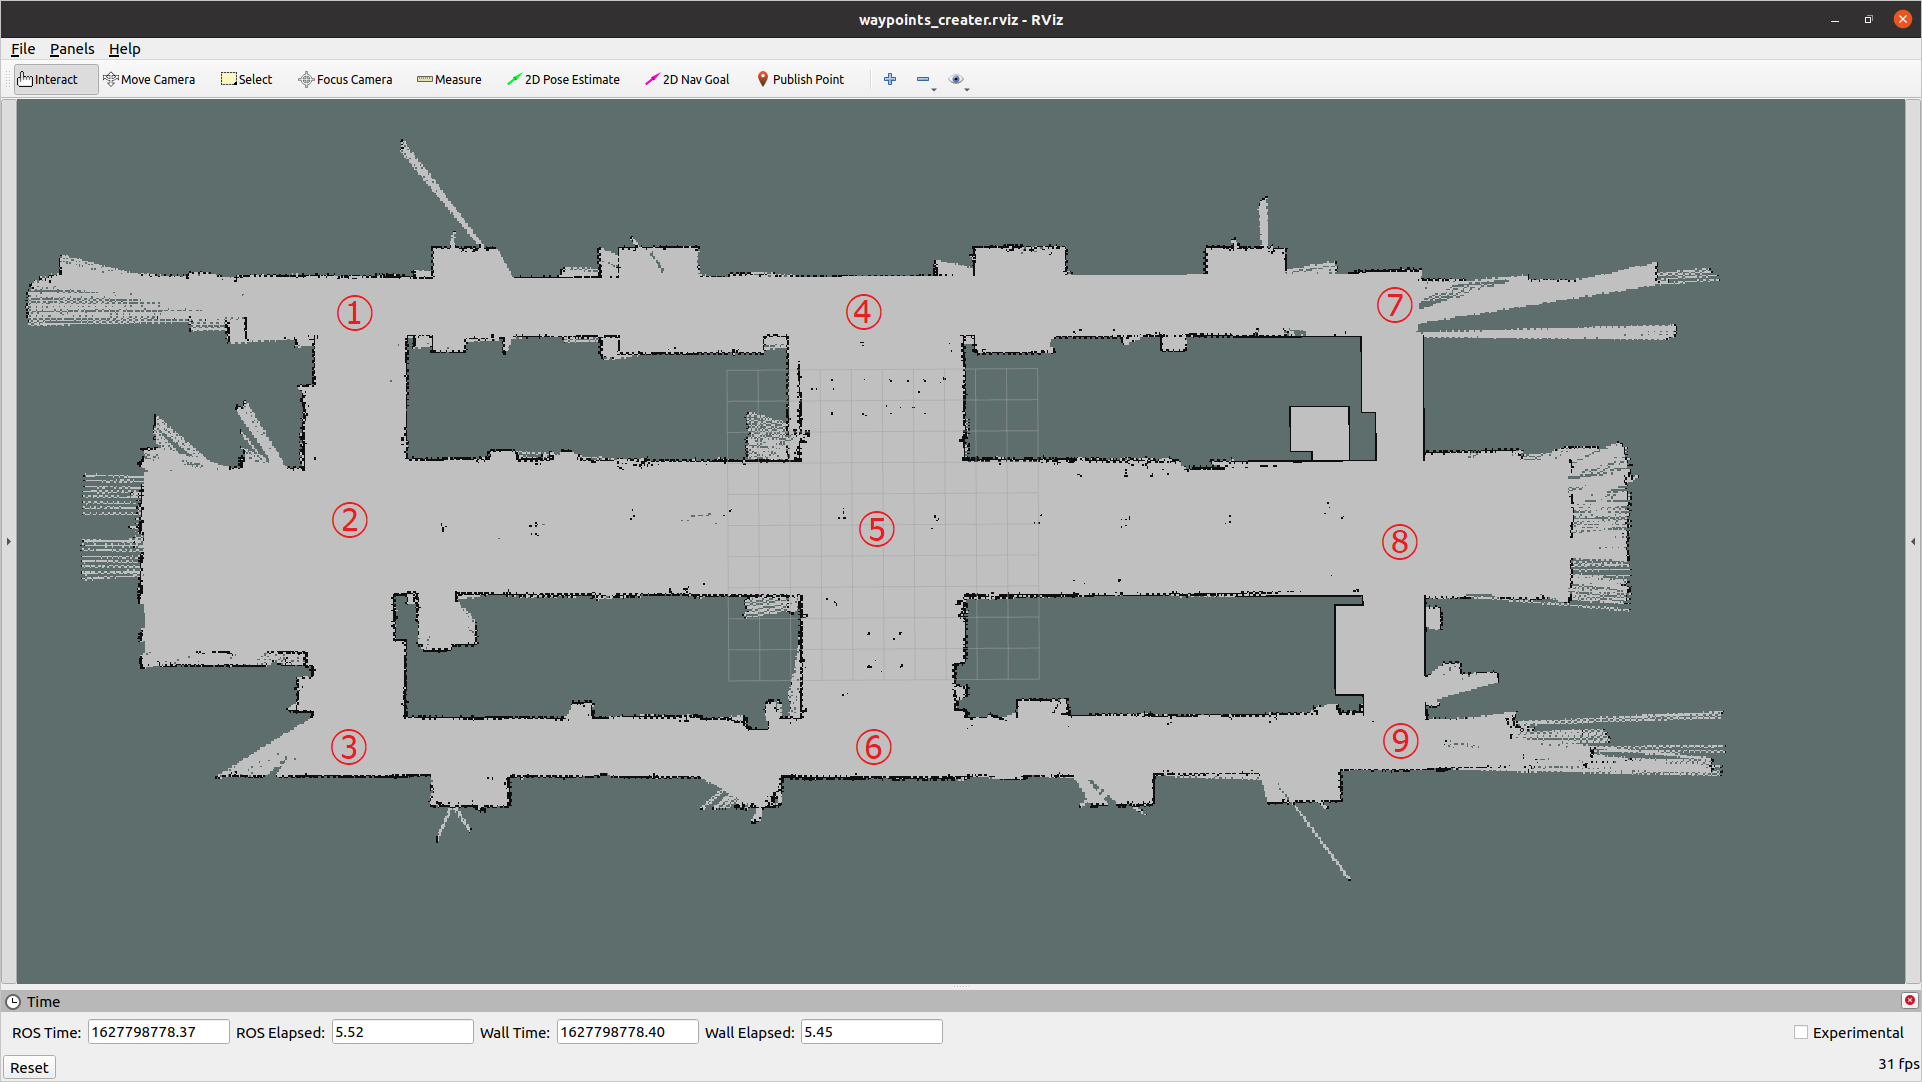 waypoints_creater.rviz - RViz
File Panels Help
Interact Move Camera Select Focus Camera Measure 2D Pose Estimate 2D Nav Goal Publish Point
① ④ ⑦
② ⑤ ⑧
③ ⑥ ⑨
Time
ROS Time: 1627798778.37 ROS Elapsed: 5.52 Wall Time: 1627798778.40 Wall Elapsed: 5.45 Experimental
Reset 31 fps